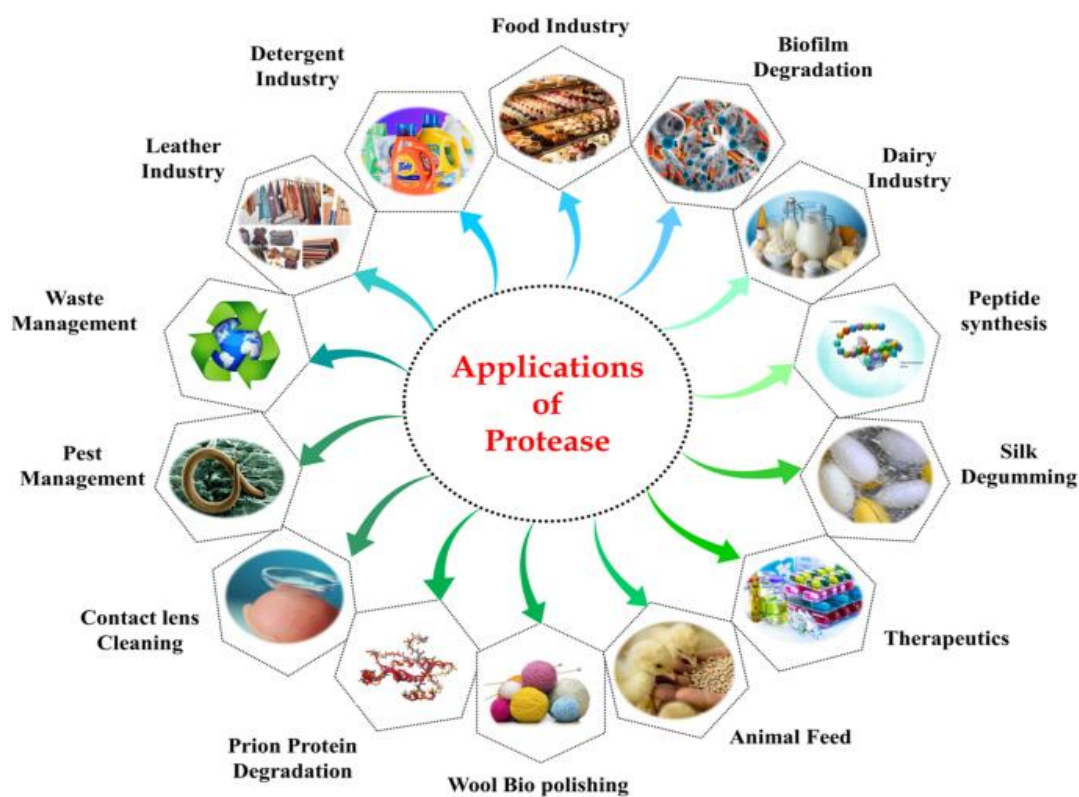 Applications
of
Protease
Food Industry
Biofilm
Degradation
Dairy
Industry
Peptide
synthesis
Silk
Degumming
Therapeutics
Animal Feed
Wool Bio polishing
Prion Protein
Degradation
Contact lens
Cleaning
Pest
Management
Waste
Management
Leather
Industry
Detergent
Industry
Tide